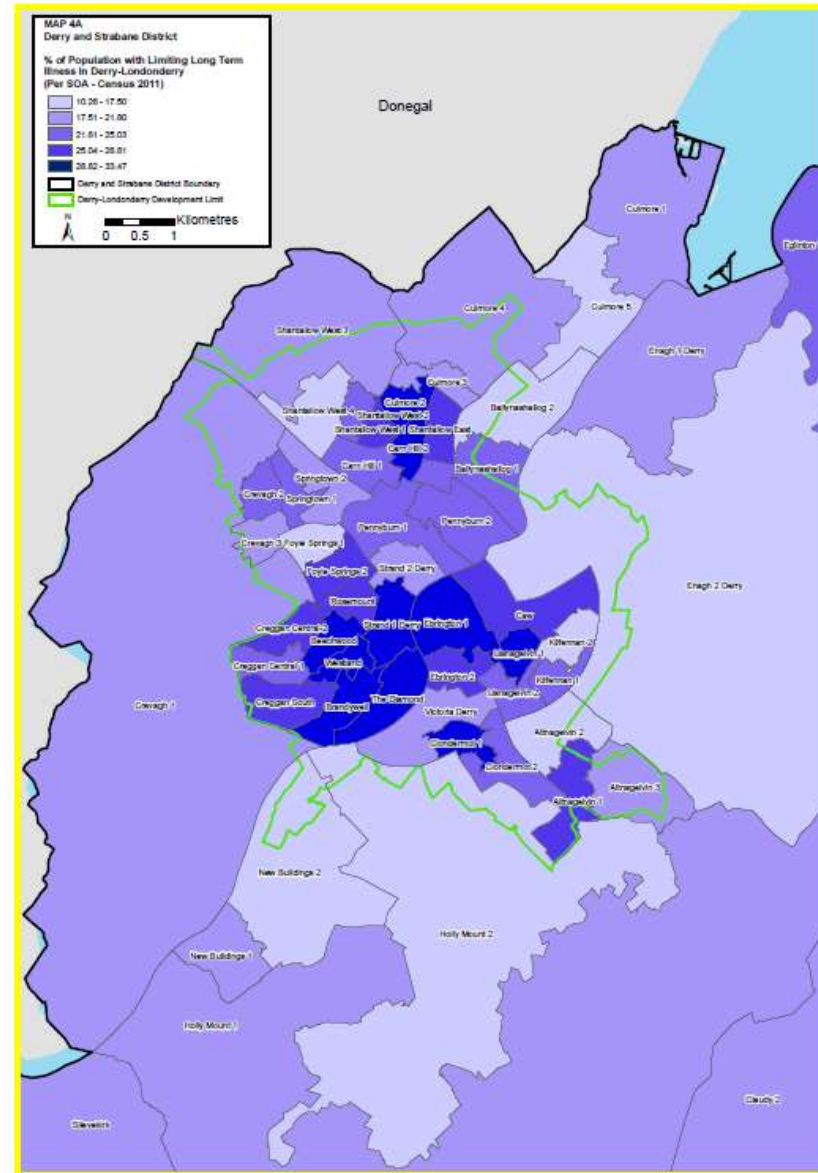 MAP 4A
Derry and Strabane District
% of Population with Limiting Long Term
Illness in Derry-Londonderry
(Per SOA - Census 2011)
10.26 - 17.50
17.51 - 21.80
21.81 - 25.03
25.04 - 28.81
28.82 - 33.47
Derry and Strabane District Boundary
Derry-Londonderry Development Limit
N
Kilometres
0 0.5 1
Donegal
Culmore 1
Eglinton
Culmore 5
Culmore 4
Shantallow West 3
Enagh 1 Derry
Culmore 3
Culmore 2
Shantallow West 4
Ballynashallog 2
Shantallow West 2
Shantallow West 1
Shantallow East
Carn Hill 2
Carn Hill 1
Ballynashallog 1
Springtown 2
Crevagh 2
Springtown 1
Pennyburn 2
Pennyburn 1
Crevagh 3
Foyle Springs 1
Strand 2 Derry
Foyle Springs 2
Enagh 2 Derry
Rosemount
Caw
Strand 1 Derry
Ebrington 1
Creggan Central 2
Beechwood
Kilfennan 2
Lisnagelvin 1
Westland
Creggan Central 1
Ebrington 2
Kilfennan 1
Lisnagelvin 2
Creggan South
The Diamond
Brandywell
Crevagh 1
Victoria Derry
Altnagelvin 2
Clondermot 1
Clondermot 2
Altnagelvin 3
Altnagelvin 1
New Buildings 2
Holly Mount 2
New Buildings 1
Holly Mount 1
Claudy 2
Slievekirk